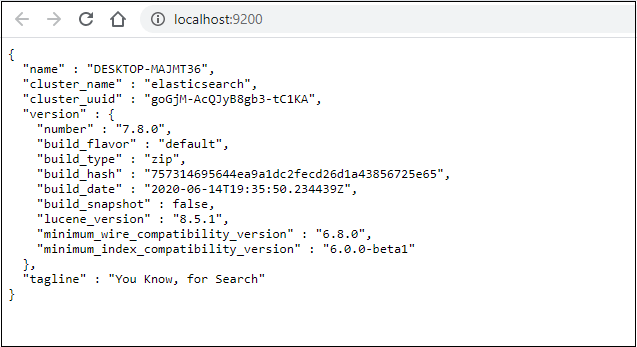 localhost:9200
{
  "name" : "DESKTOP-MAJMT36",
  "cluster_name" : "elasticsearch",
  "cluster_uuid" : "goGjM-AcQJyB8gb3-tC1KA",
  "version" : {
    "number" : "7.8.0",
    "build_flavor" : "default",
    "build_type" : "zip",
    "build_hash" : "757314695644ea9a1dc2fecd26d1a43856725e65",
    "build_date" : "2020-06-14T19:35:50.234439Z",
    "build_snapshot" : false,
    "lucene_version" : "8.5.1",
    "minimum_wire_compatibility_version" : "6.8.0",
    "minimum_index_compatibility_version" : "6.0.0-beta1"
  },
  "tagline" : "You Know, for Search"
}